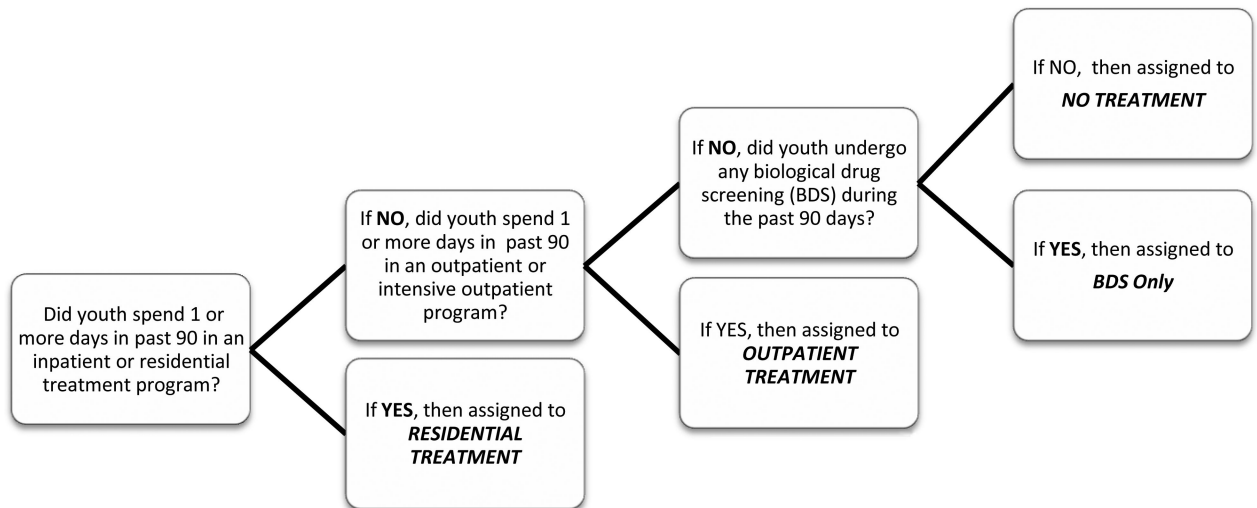 Did youth spend 1 or
more days in past 90 in an
inpatient or residential
treatment program?
If NO, did youth spend 1
or more days in past 90
in an outpatient or
intensive outpatient
program?
If YES, then assigned to
RESIDENTIAL
TREATMENT
If NO, did youth undergo
any biological drug
screening (BDS) during
the past 90 days?
If YES, then assigned to
OUTPATIENT
TREATMENT
If NO, then assigned to
NO TREATMENT
If YES, then assigned to
BDS Only